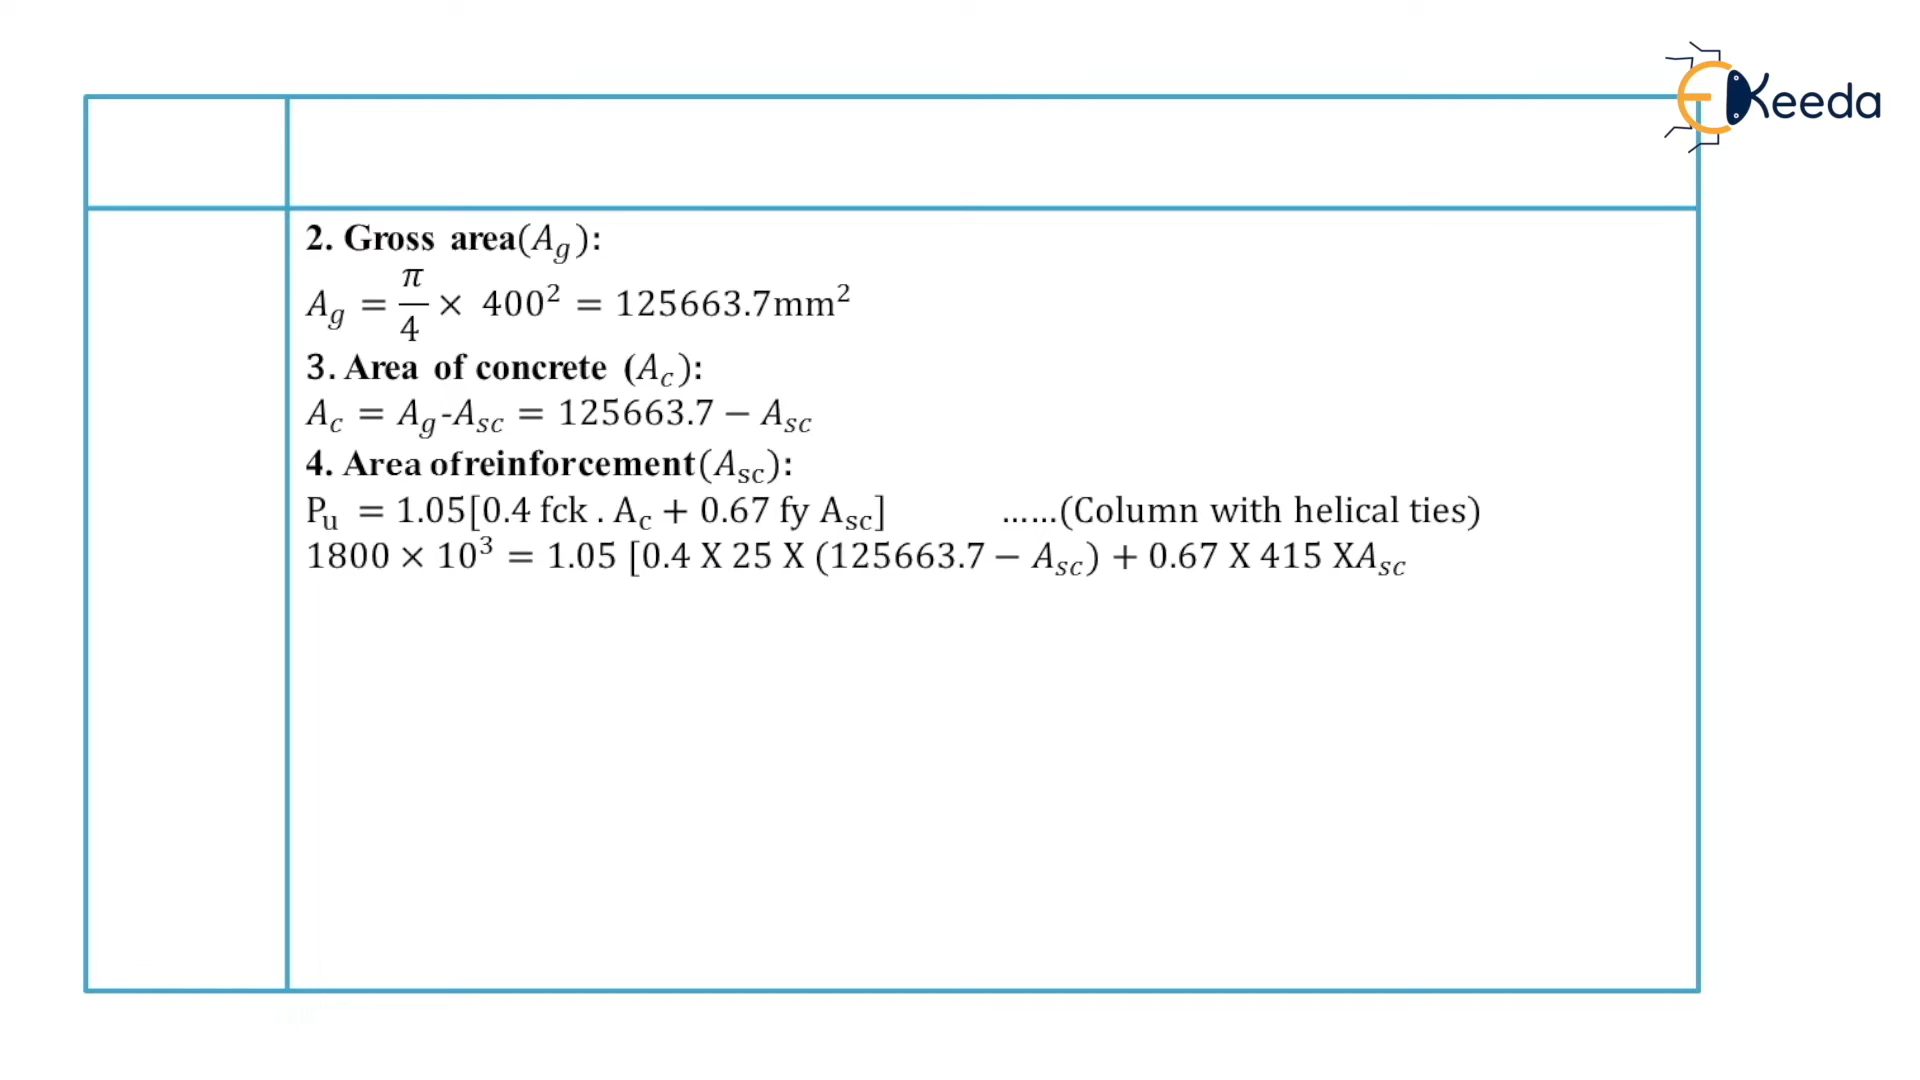 Keeda
2. Gross area(A_g):
A_g = π/4 × 400² = 125663.7mm²
3. Area of concrete (A_c):
A_c = A_g-A_sc = 125663.7 − A_sc
4. Area ofreinforcement(A_sc):
P_u = 1.05[0.4 fck . A_c + 0.67 fy A_sc] ......(Column with helical ties)
1800 × 10³ = 1.05 [0.4 X 25 X (125663.7 − A_sc) + 0.67 X 415 XA_sc